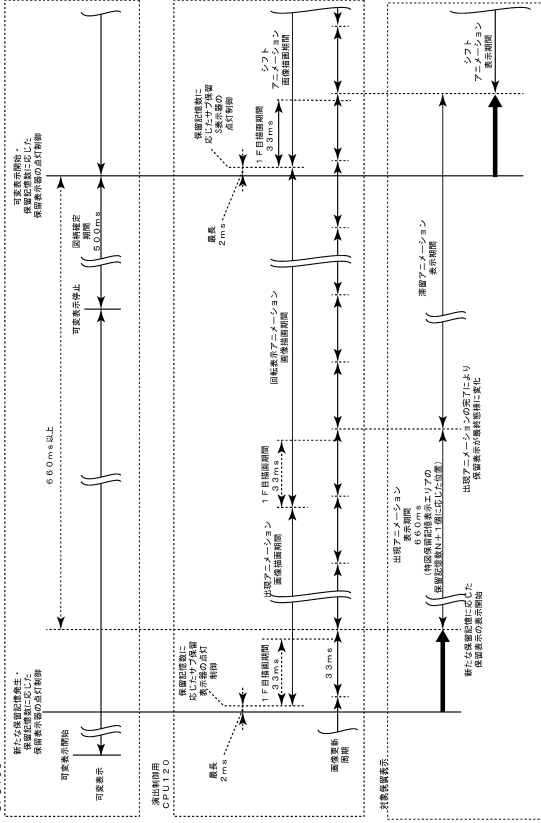 新たな保留記憶発生・
保留記憶数に応じた
保留表示器の点灯制御
可変表示開始・
保留記憶数に応じた
保留表示器の点灯制御
６６０ｍｓ以上
可変表示開始
可変表示
可変表示停止
図柄確定
期間
５００ｍｓ
演出制御用
ＣＰＵ１２０
保留記憶数に
応じたサブ保留
表示器の点灯
制御
最長
２ｍｓ
１Ｆ目描画期間
３３ｍｓ
出現アニメーション
画像描画期間
１Ｆ目描画期間
３３ｍｓ
回転表示アニメーション
画像描画期間
保留記憶数に
応じたサブ保留
Ｓ表示器の
点灯制御
最長
２ｍｓ
１Ｆ目描画期間
３３ｍｓ
シフト
アニメーション
画像描画期間
画像更新
周期
３３ｍｓ
対象保留表示
新たな保留記憶に応じた
保留表示の表示開始
出現アニメーション
表示期間
６６０ｍｓ
（特図保留記憶表示エリアの
保留記憶数Ｎ＋１個に応じた位置）
出現アニメーションの完了により
保留表示が最終態様に変化
滞留アニメーション
表示期間
シフト
アニメーション
表示期間